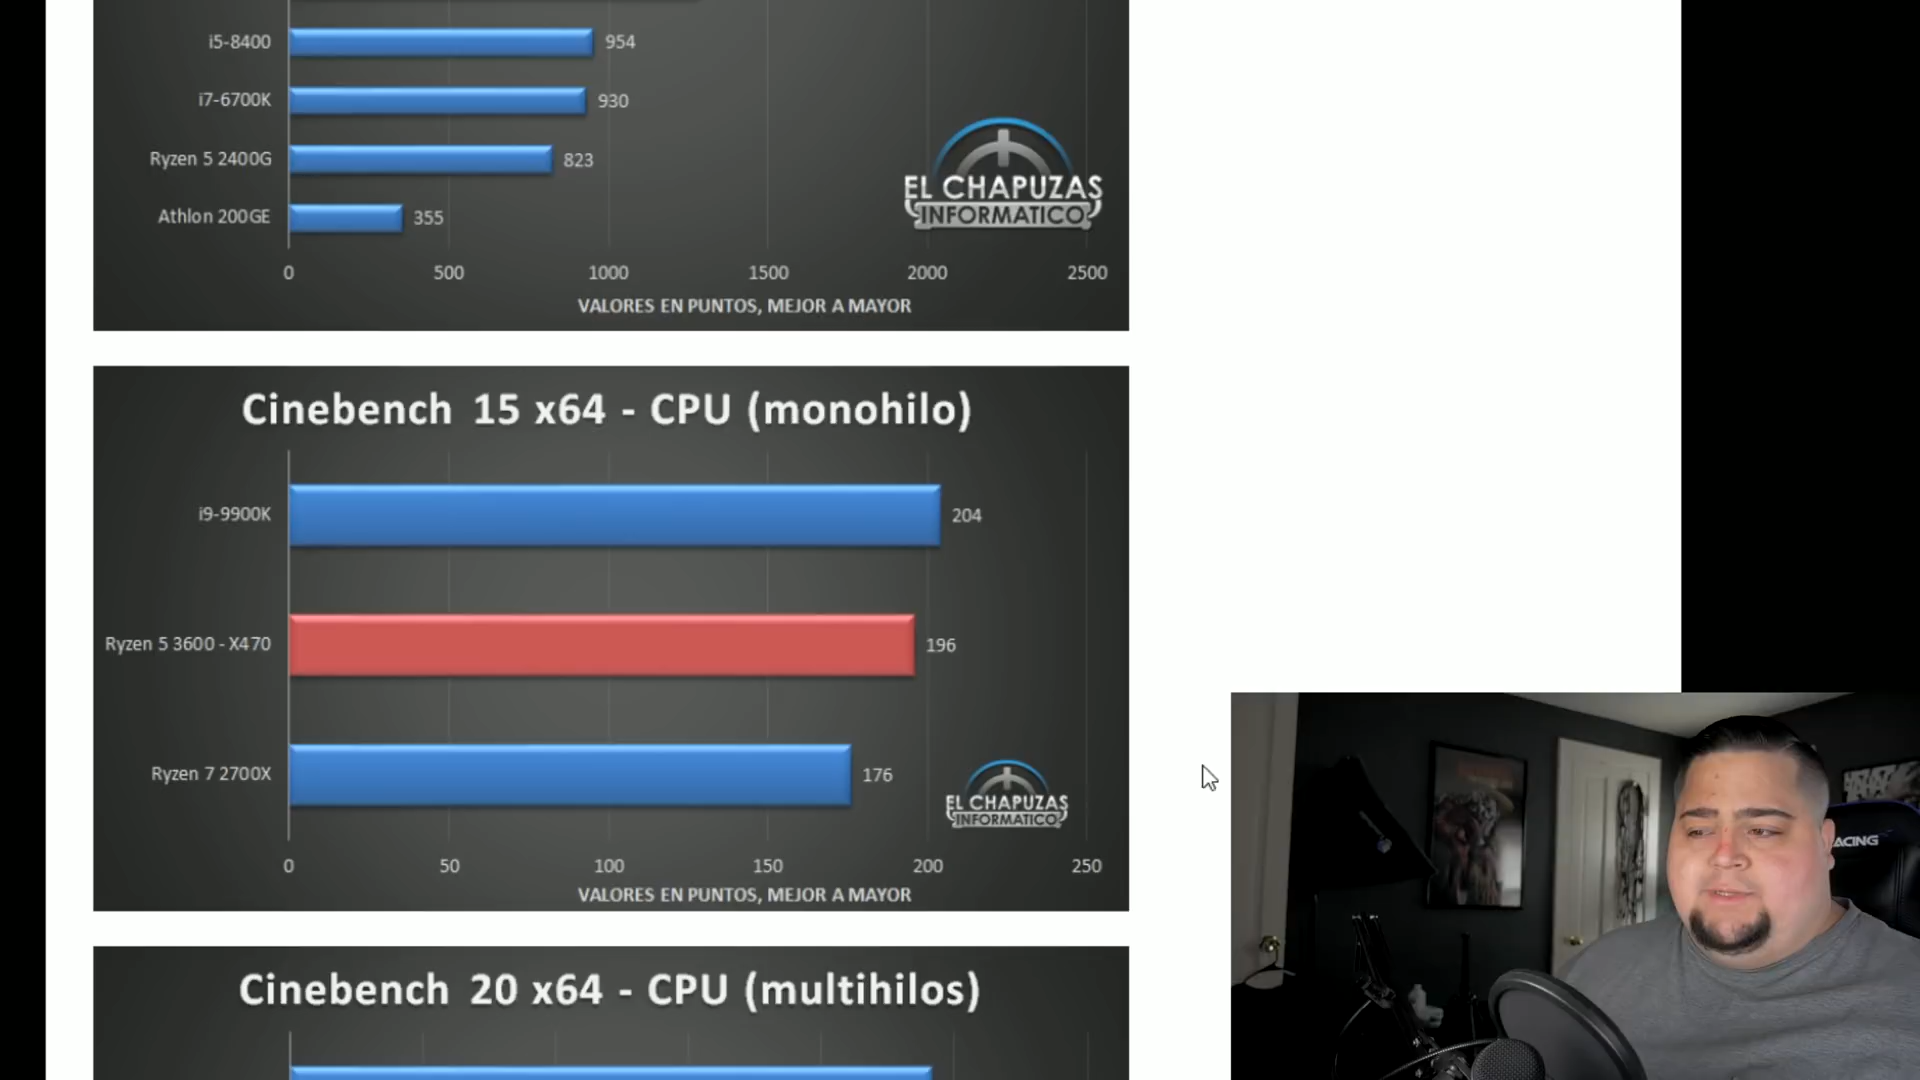 i5-8400 954
i7-6700K 930
Ryzen 5 2400G 823
Athlon 200GE 355
EL CHAPUZAS
INFORMATICO
0 500 1000 1500 2000 2500
VALORES EN PUNTOS, MEJOR A MAYOR
Cinebench 15 x64 - CPU (monohilo)
i9-9900K 204
Ryzen 5 3600 - X470 196
Ryzen 7 2700X 176
EL CHAPUZAS
INFORMATICO
0 50 100 150 200 250
VALORES EN PUNTOS, MEJOR A MAYOR
ACING
Cinebench 20 x64 - CPU (multihilos)